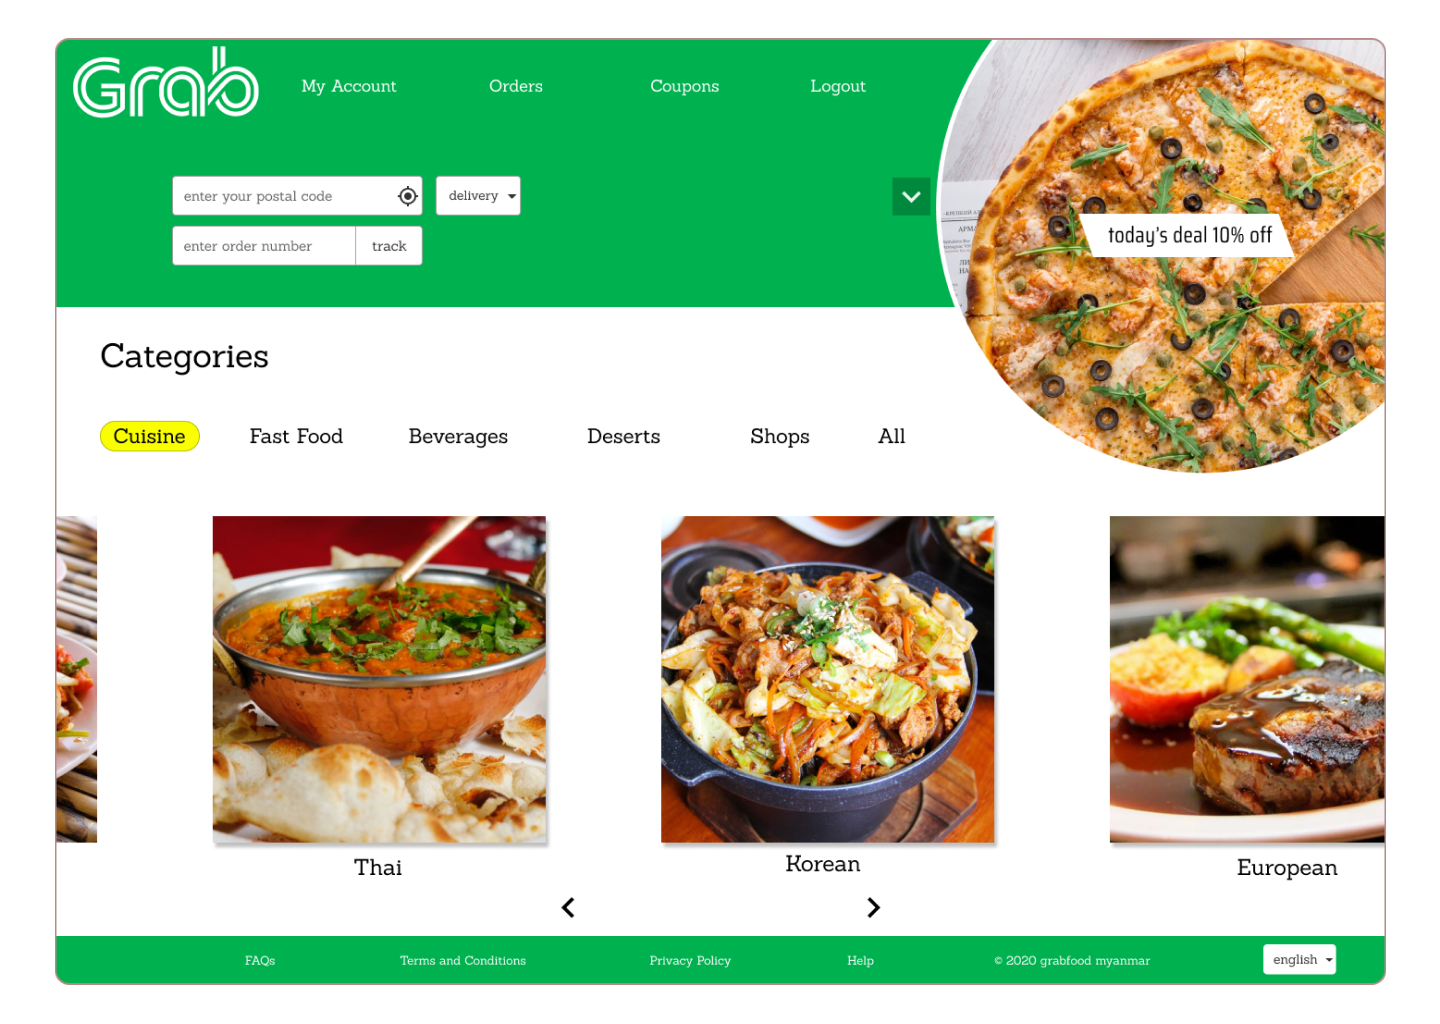 Grab
My Account Orders Coupons Logout
enter your postal code delivery
enter order number track
today's deal 10% off
Categories
Cuisine Fast Food Beverages Deserts Shops All
Thai Korean European
FAQs Terms and Conditions Privacy Policy Help © 2020 grabfood myanmar english